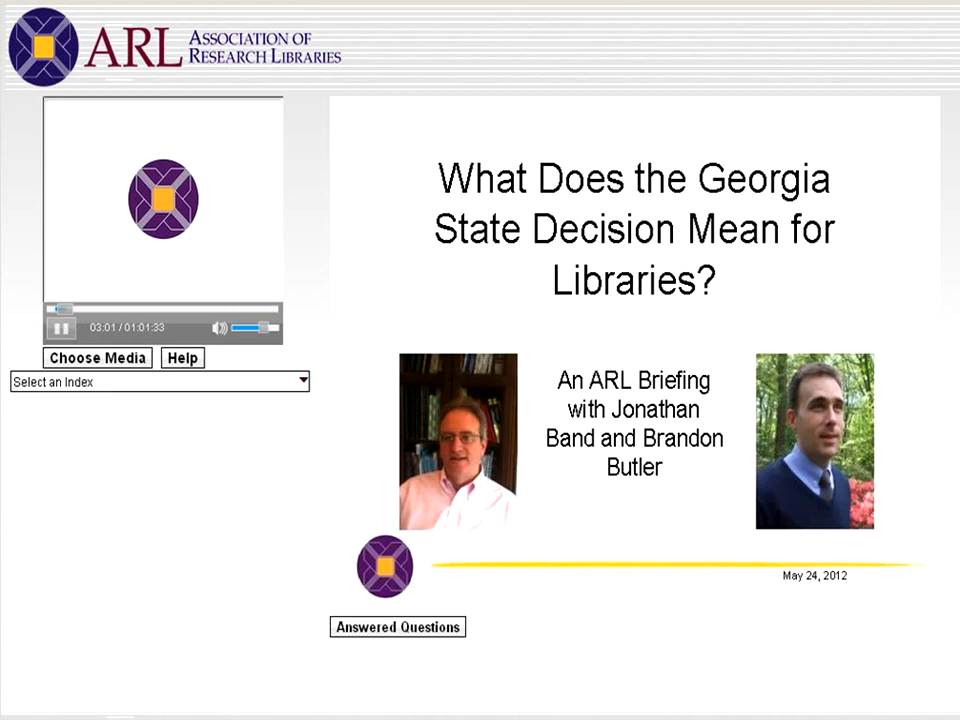 ARL ASSOCIATION OF
RESEARCH LIBRARIES
03:01 / 01:01:33
Choose Media Help
Select an Index
What Does the Georgia
State Decision Mean for
Libraries?
An ARL Briefing
with Jonathan
Band and Brandon
Butler
May 24, 2012
Answered Questions